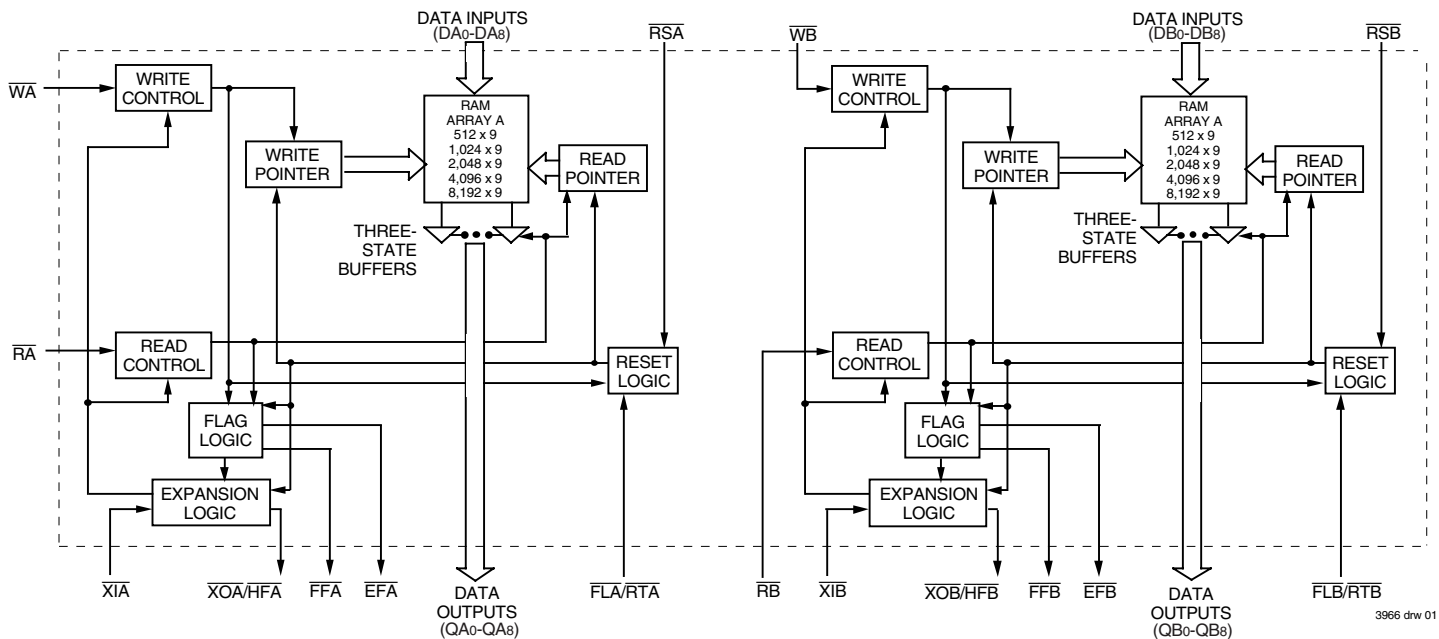 DATA INPUTS
(DA0-DA8)
RSA
WA
WRITE
CONTROL
RAM
ARRAY A
512 x 9
1,024 x 9
2,048 x 9
4,096 x 9
8,192 x 9
WRITE
POINTER
READ
POINTER
THREE-
STATE
BUFFERS
RA
READ
CONTROL
RESET
LOGIC
FLAG
LOGIC
EXPANSION
LOGIC
XIA
XOA/HFA
FFA
EFA
DATA
OUTPUTS
(QA0-QA8)
FLA/RTA
WB
DATA INPUTS
(DB0-DB8)
RSB
WRITE
CONTROL
RAM
ARRAY A
512 x 9
1,024 x 9
2,048 x 9
4,096 x 9
8,192 x 9
WRITE
POINTER
READ
POINTER
THREE-
STATE
BUFFERS
READ
CONTROL
RESET
LOGIC
FLAG
LOGIC
EXPANSION
LOGIC
RB
XIB
XOB/HFB
FFB
EFB
DATA
OUTPUTS
(QB0-QB8)
FLB/RTB
3966 drw 01